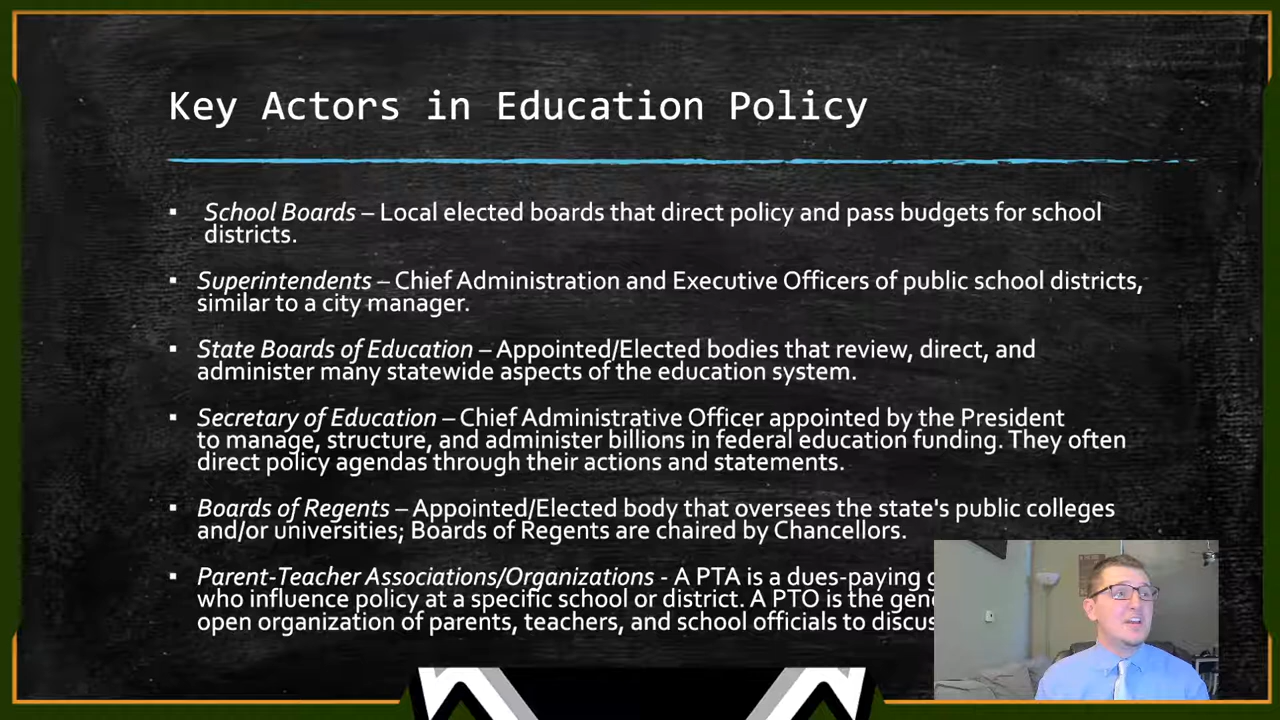 Key Actors in Education Policy
▪ School Boards – Local elected boards that direct policy and pass budgets for school
districts.
▪ Superintendents – Chief Administration and Executive Officers of public school districts,
similar to a city manager.
▪ State Boards of Education – Appointed/Elected bodies that review, direct, and
administer many statewide aspects of the education system.
▪ Secretary of Education – Chief Administrative Officer appointed by the President
to manage, structure, and administer billions in federal education funding. They often
direct policy agendas through their actions and statements.
▪ Boards of Regents – Appointed/Elected body that oversees the state's public colleges
and/or universities; Boards of Regents are chaired by Chancellors.
▪ Parent-Teacher Associations/Organizations - A PTA is a dues-paying
who influence policy at a specific school or district. A PTO is the
open organization of parents, teachers, and school officials to